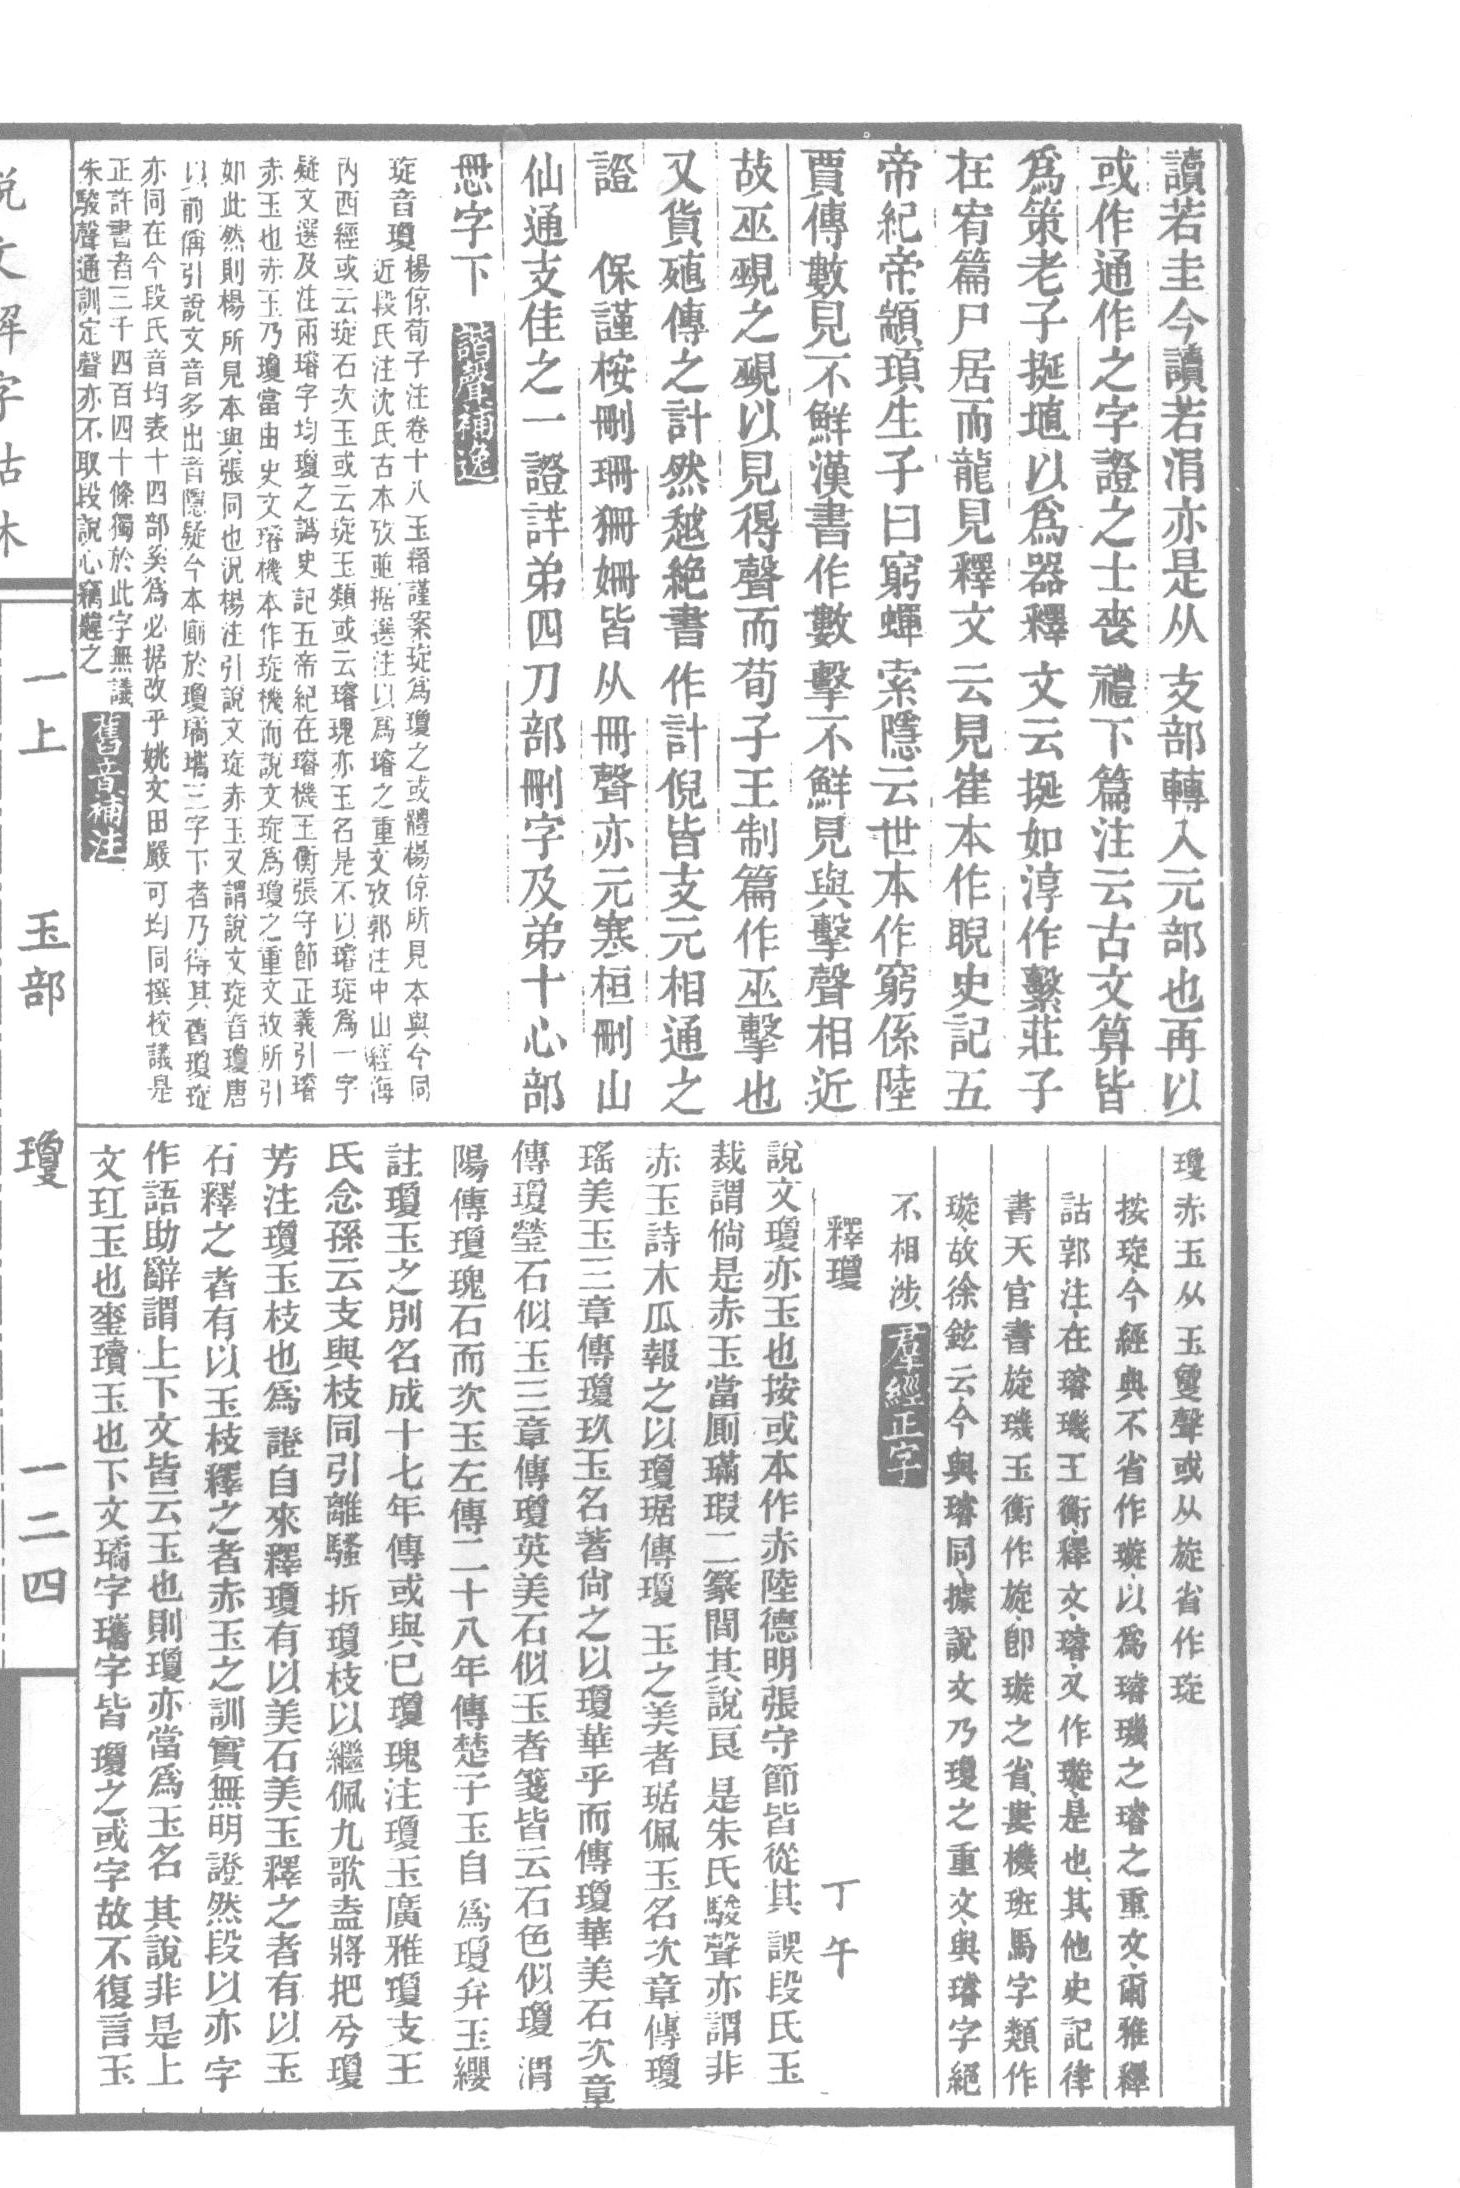 讀若圭今讀若涓亦是从支部轉入元部也再以
或作通作之字證之士喪禮下篇注云古文算皆
爲策老子挻埴以爲器釋文云挻如淳作繫莊子
在宥篇尸居而龍見釋文云見崔本作睨史記五
帝紀帝顓頊生子曰窮蟬索隱云世本作窮係陸
賈傳數見不鮮漢書作數擊不鮮見與擊聲相近
故巫覡之覡以見得聲而荀子王制篇作巫擊也
又貨殖傳之計然越絶書作計倪皆支元相通之
證　保謹桉刪珊狦姍皆从冊聲亦元寒桓刪山
仙通支佳之一證詳弟四刀部刪字及弟十心部
𢘍字下　諧聲補逸
琁音瓊　楊倞荀子注卷十八玉繙謹案琁爲瓊之或體楊倞所見本與今同
近段氏注沈氏古本攷並据選注以爲璿之重文攷郭注中山經海
內西經或云琁石次玉或云琁玉類或云璿瑰亦玉名是不以璿琁爲一字
疑文選及注兩璿字均瓊之譌史記五帝紀在璿機玉衡張守節正義引璿
赤玉也赤玉乃瓊當由史文璿機本作琁機而說文琁爲瓊之重文故所引
如此然則楊所見本與張同也況楊注引說文琁赤玉又謂說文琁音瓊唐
以前偁引說文音多出音隱疑今本廁於瓊璚瓗三字下者乃得其舊瓊琁
亦同在今段氏音均表十四部奚爲必据改乎姚文田嚴可均同撰校議是
正許書者三千四百四十條獨於此字無議
朱駿聲通訓定聲亦不取段說心竊韙之　舊音補注
瓊赤玉从玉敻聲或从旋省作琁
按琁今經典不省作璇以爲璿璣之璿之重文爾雅釋
詁郭注在璿璣玉衡釋文璿又作璇是也其他史記律
書天官書旋璣玉衡作旋卽璇之省婁機班馬字類作
璇故徐鉉云今與璿同據說文乃瓊之重文與璿字絕
不相涉　羣經正字
釋瓊　丁午
說文瓊亦玉也按或本作赤陸德明張守節皆從其誤段氏玉
裁謂倘是赤玉當廁璊瑕二篆間其說良是朱氏駿聲亦謂非
赤玉詩木瓜報之以瓊琚傳瓊玉之美者琚佩玉名次章傳瓊
瑤美玉三章傳瓊玖玉名著尙之以瓊華乎而傳瓊華美石次章
傳瓊瑩石似玉三章傳瓊英美石似玉者箋皆云石色似瓊渭
陽傳瓊瑰石而次玉左傳二十八年傳楚子玉自爲瓊弁玉纓
註瓊玉之別名成十七年傳或與已瓊瑰注瓊玉廣雅瓊支王
氏念孫云支與枝同引離騷折瓊枝以繼佩九歌盍將把兮瓊
芳注瓊玉枝也爲證自來釋瓊有以美石美玉釋之者有以玉
石釋之者有以玉枝釋之者赤玉之訓實無明證然段以亦字
作語助辭謂上下文皆云玉也則瓊亦當爲玉名其說非是上
文玒玉也瓊瓄玉也下文璚字瓗字皆瓊之或字故不復言玉
說文解字詁林
一上　玉部　瓊　一二四